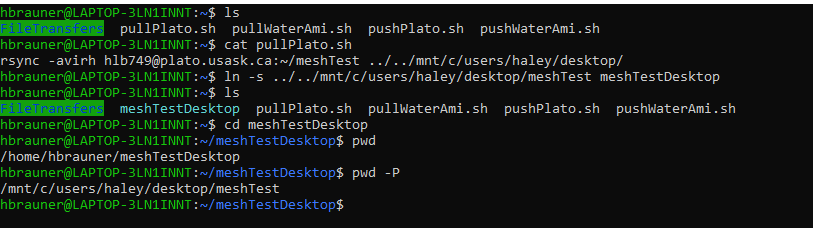 hbrauner@LAPTOP-3LN1INNT:~$ ls
FileTransfers  pullPlato.sh  pullWaterAmi.sh  pushPlato.sh  pushWaterAmi.sh
hbrauner@LAPTOP-3LN1INNT:~$ cat pullPlato.sh
rsync -avirh hlb749@plato.usask.ca:~/meshTest ../../mnt/c/users/haley/desktop/
hbrauner@LAPTOP-3LN1INNT:~$ ln -s ../../mnt/c/users/haley/desktop/meshTest meshTestDesktop
hbrauner@LAPTOP-3LN1INNT:~$ ls
FileTransfers  meshTestDesktop  pullPlato.sh  pullWaterAmi.sh  pushPlato.sh  pushWaterAmi.sh
hbrauner@LAPTOP-3LN1INNT:~$ cd meshTestDesktop
hbrauner@LAPTOP-3LN1INNT:~/meshTestDesktop$ pwd
/home/hbrauner/meshTestDesktop
hbrauner@LAPTOP-3LN1INNT:~/meshTestDesktop$ pwd -P
/mnt/c/users/haley/desktop/meshTest
hbrauner@LAPTOP-3LN1INNT:~/meshTestDesktop$